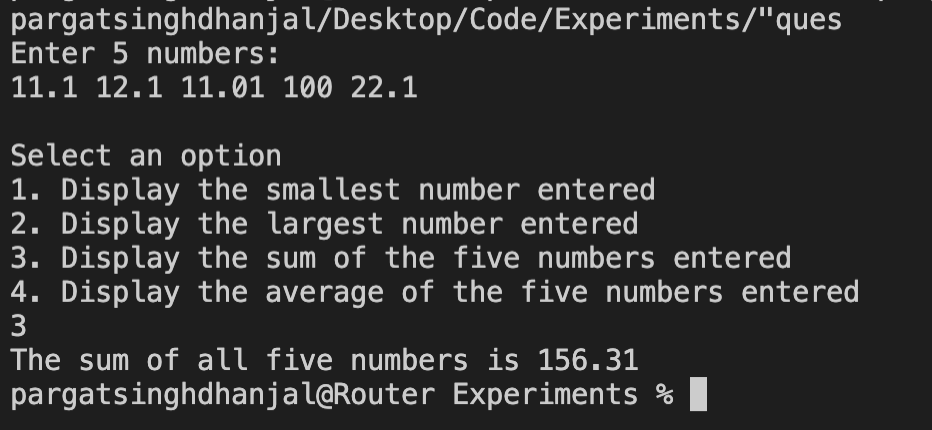 pargatsinghdhanjal/Desktop/Code/Experiments/"ques
Enter 5 numbers:
11.1 12.1 11.01 100 22.1
Select an option
1. Display the smallest number entered
2. Display the largest number entered
3. Display the sum of the five numbers entered
4. Display the average of the five numbers entered
3
The sum of all five numbers is 156.31
pargatsinghdhanjal@Router Experiments %